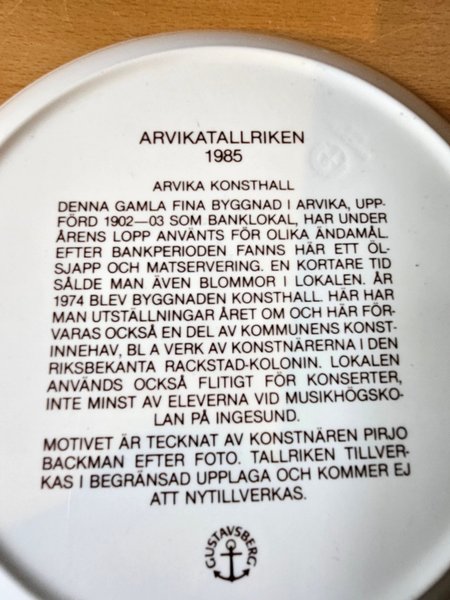 ARVIKATALLRIKEN
1985
ARVIKA KONSTHALL
DENNA GAMLA FINA BYGGNAD I ARVIKA, UPP-
FÖRD 1902—03 SOM BANKLOKAL, HAR UNDER
ÅRENS LOPP ANVÄNTS FÖR OLIKA ÄNDAMÅL.
EFTER BANKPERIODEN FANNS HÄR ETT ÖL-
SJAPP OCH MATSERVERING. EN KORTARE TID
SÅLDE MAN ÄVEN BLOMMOR I LOKALEN. ÅR
1974 BLEV BYGGNADEN KONSTHALL. HÄR HAR
MAN UTSTÄLLNINGAR ÅRET OM OCH HÄR FÖR-
VARAS OCKSÅ EN DEL AV KOMMUNENS KONST-
INNEHAV, BL A VERK AV KONSTNÄRERNA I DEN
RIKSBEKANTA RACKSTAD-KOLONIN. LOKALEN
ANVÄNDS OCKSÅ FLITIGT FÖR KONSERTER,
INTE MINST AV ELEVERNA VID MUSIKHÖGSKO-
LAN PÅ INGESUND.
MOTIVET ÄR TECKNAT AV KONSTNÄREN PIRJO
BACKMAN EFTER FOTO. TALLRIKEN TILLVER-
KAS I BEGRÄNSAD UPPLAGA OCH KOMMER EJ
ATT NYTILLVERKAS.
GUSTAVSBERG